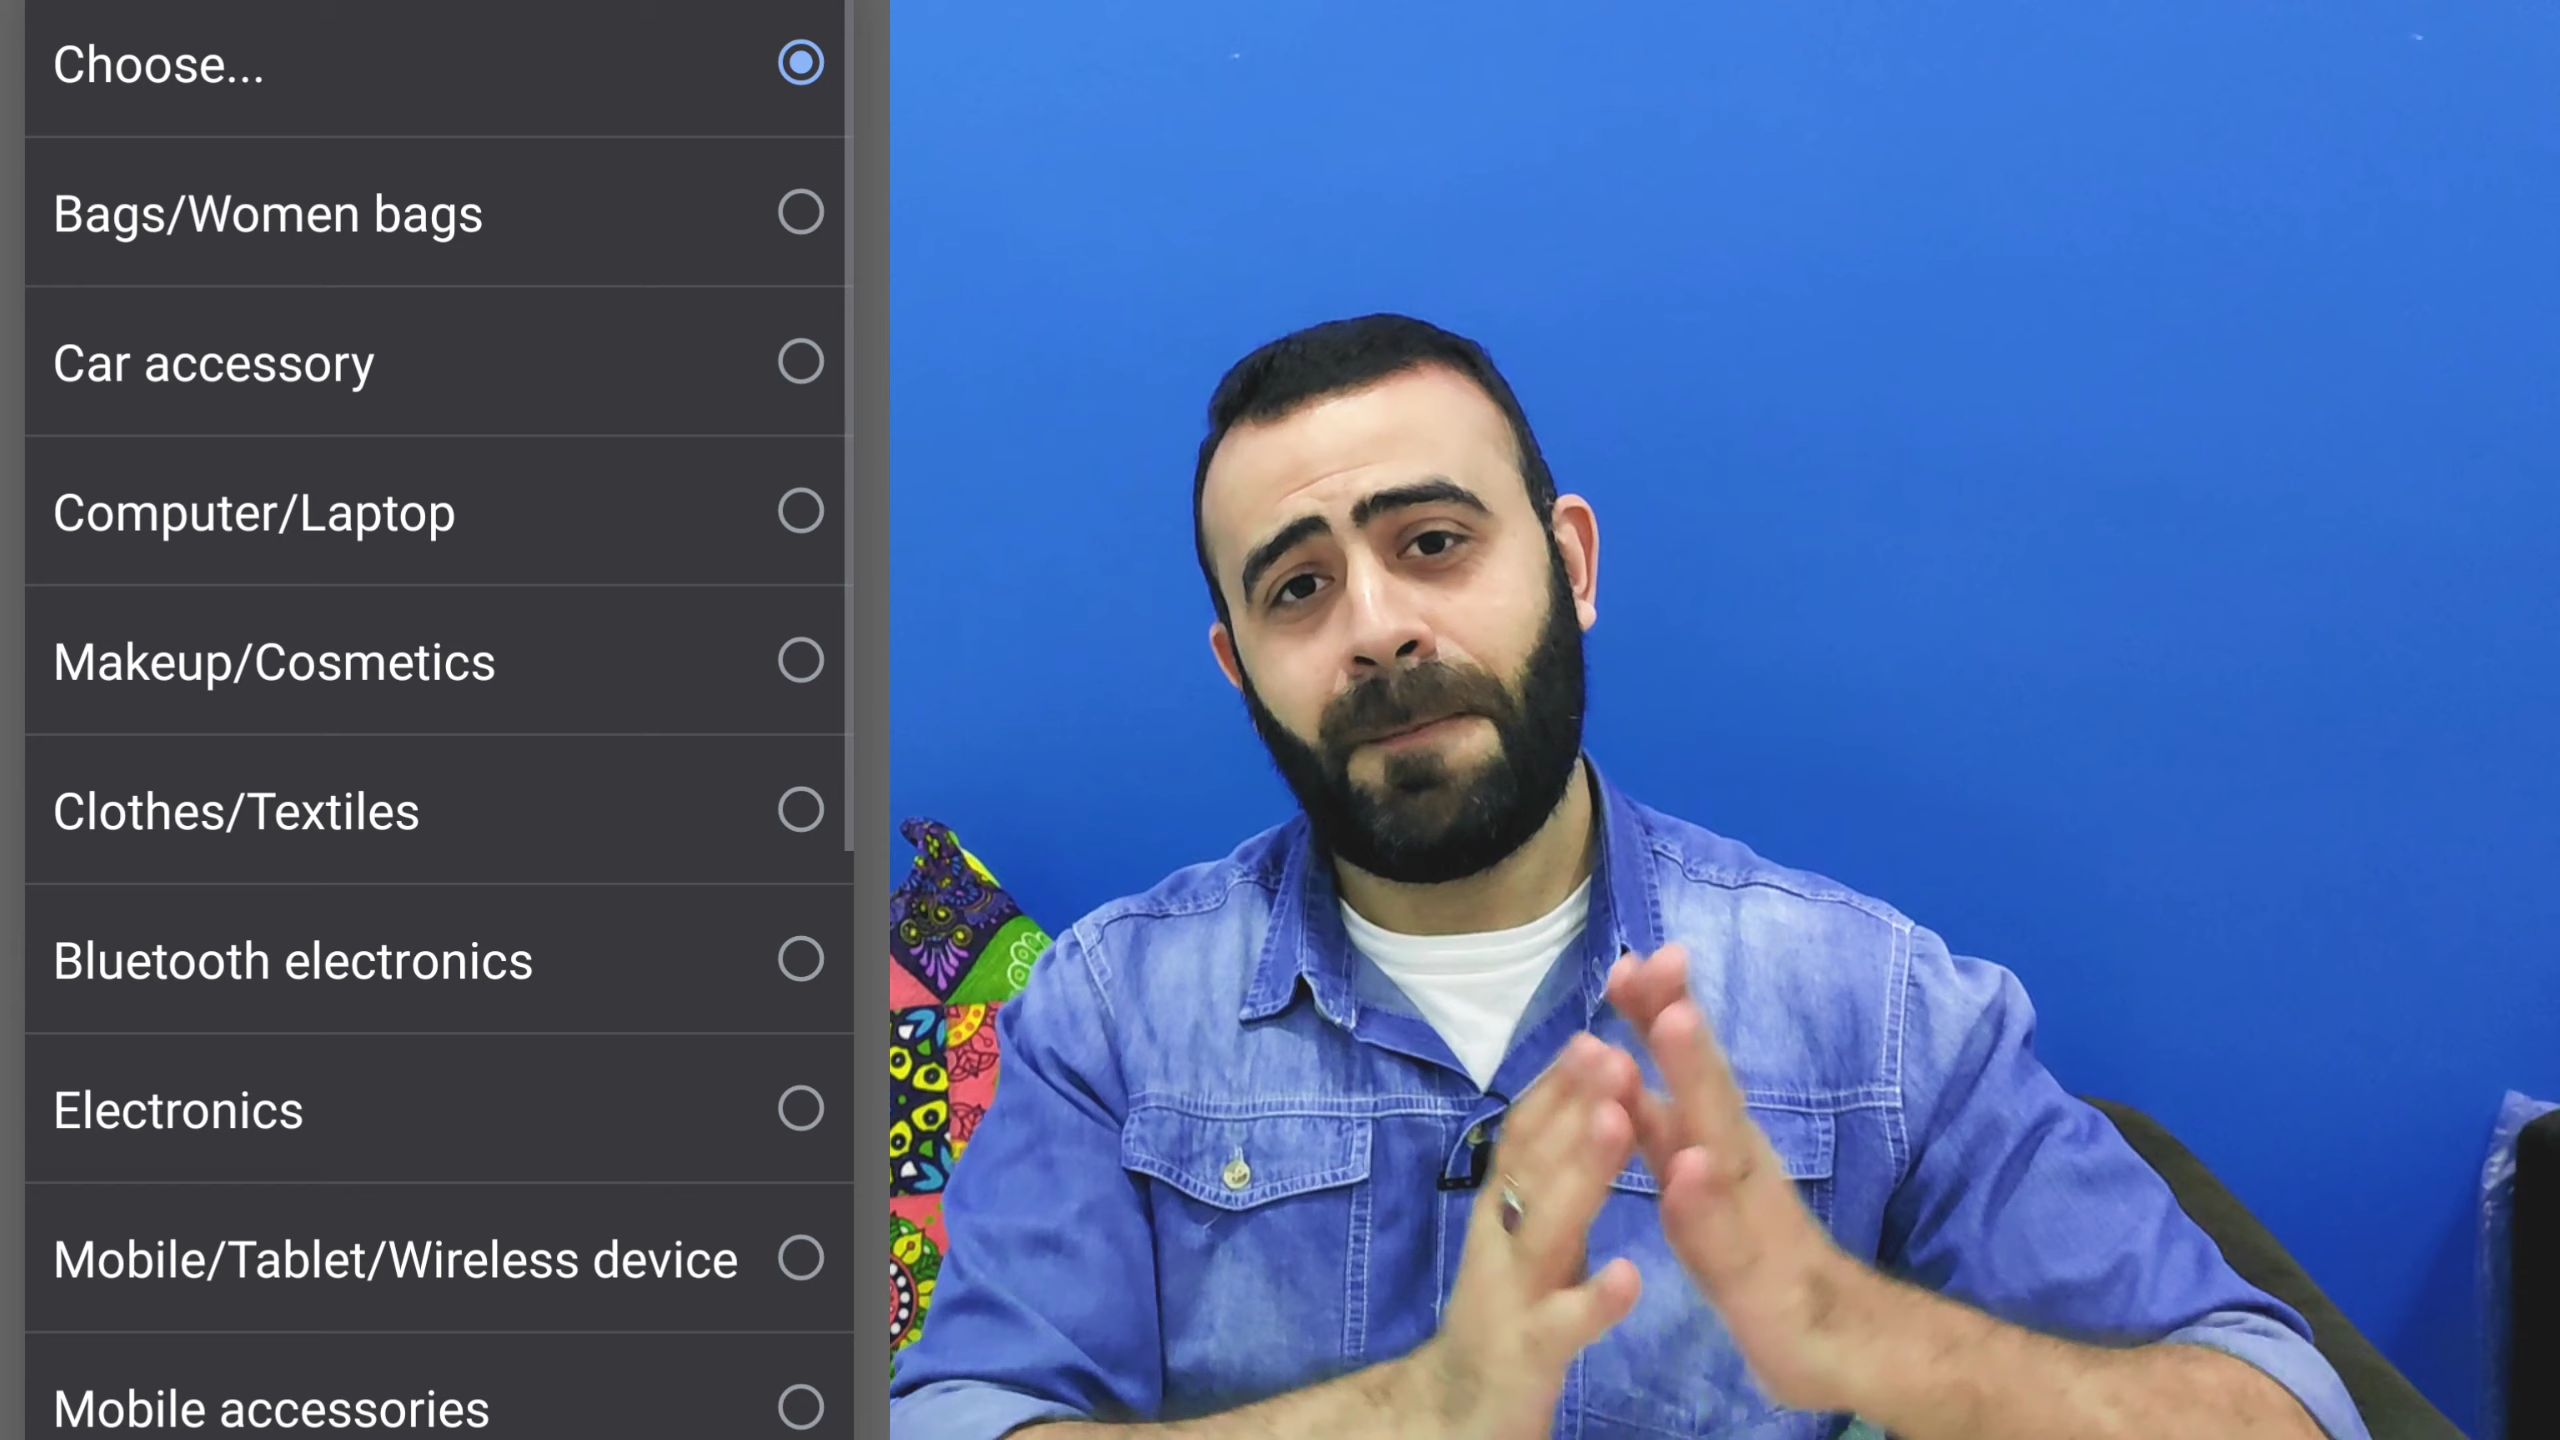 Choose...
Bags/Women bags
Car accessory
Computer/Laptop
Makeup/Cosmetics
Clothes/Textiles
Bluetooth electronics
Electronics
Mobile/Tablet/Wireless device
Mobile accessories